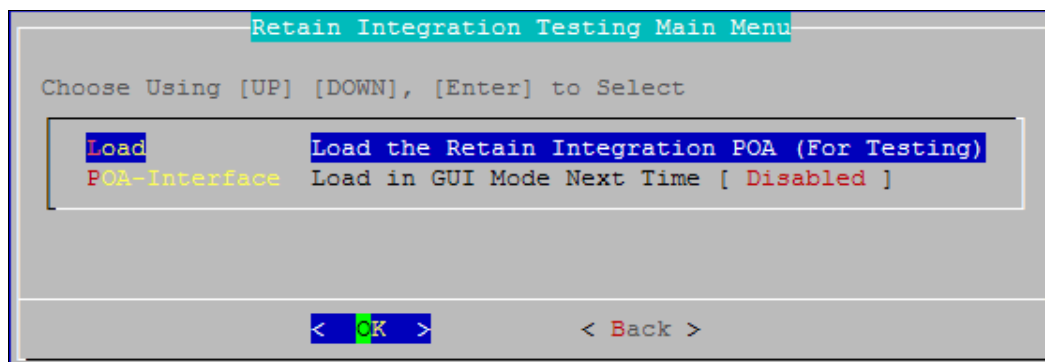 Retain Integration Testing Main Menu
Choose Using [UP] [DOWN], [Enter] to Select
Load Load the Retain Integration POA (For Testing)
POA-Interface Load in GUI Mode Next Time [ Disabled ]
< OK > < Back >